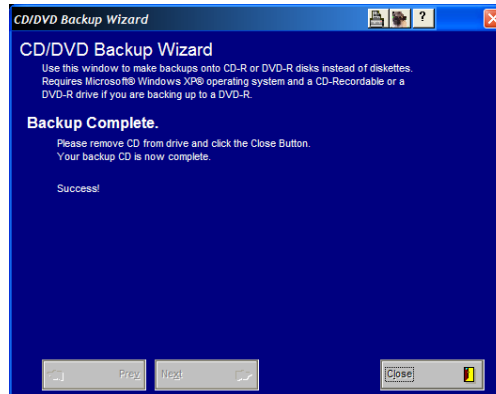 CD/DVD Backup Wizard
?
CD/DVD Backup Wizard
Use this window to make backups onto CD-R or DVD-R disks instead of diskettes.
Requires Microsoft® Windows XP® operating system and a CD-Recordable or a
DVD-R drive if you are backing up to a DVD-R.
Backup Complete.
Please remove CD from drive and click the Close Button.
Your backup CD is now complete.
Success!
Prev Next Close